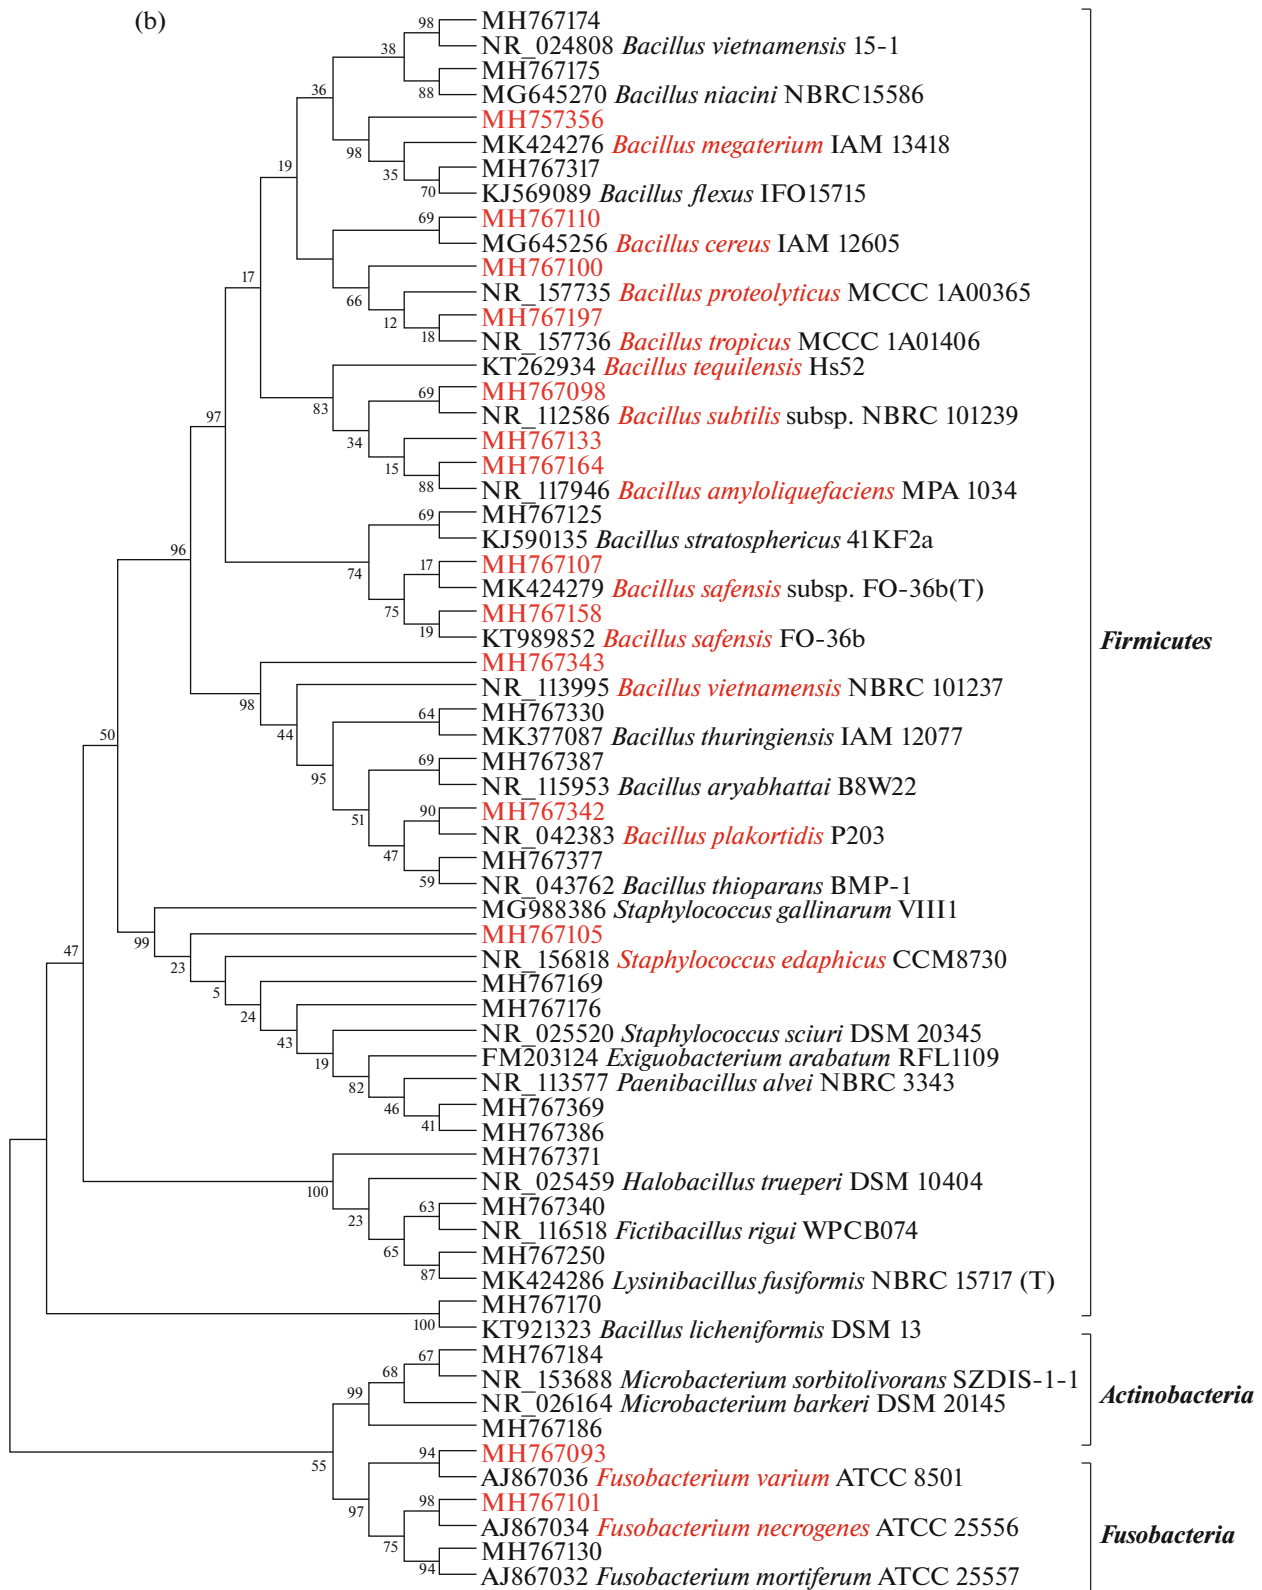 (b)
98 MH767174
NR_024808 Bacillus vietnamensis 15-1
38
MH767175
88 MG645270 Bacillus niacini NBRC15586
36
MH757356
98 MK424276 Bacillus megaterium IAM 13418
19
35 MH767317
70 KJ569089 Bacillus flexus IFO15715
69 MH767110
MG645256 Bacillus cereus IAM 12605
17
MH767100
66 NR_157735 Bacillus proteolyticus MCCC 1A00365
12 MH767197
18 NR_157736 Bacillus tropicus MCCC 1A01406
KT262934 Bacillus tequilensis Hs52
83 69 MH767098
97 NR_112586 Bacillus subtilis subsp. NBRC 101239
34 MH767133
15 MH767164
88 NR_117946 Bacillus amyloliquefaciens MPA 1034
69 MH767125
KJ590135 Bacillus stratosphericus 41KF2a
96
74 17 MH767107
MK424279 Bacillus safensis subsp. FO-36b(T)
75 MH767158
19 KT989852 Bacillus safensis FO-36b
Firmicutes
MH767343
98 NR_113995 Bacillus vietnamensis NBRC 101237
44 64 MH767330
50 MK377087 Bacillus thuringiensis IAM 12077
95 69 MH767387
NR_115953 Bacillus aryabhattai B8W22
51 90 MH767342
NR_042383 Bacillus plakortidis P203
47 MH767377
59 NR_043762 Bacillus thioparans BMP-1
MG988386 Staphylococcus gallinarum VIII1
99 MH767105
47
23 NR_156818 Staphylococcus edaphicus CCM8730
5 MH767169
24 MH767176
43 NR_025520 Staphylococcus sciuri DSM 20345
19 FM203124 Exiguobacterium arabatum RFL1109
82 NR_113577 Paenibacillus alvei NBRC 3343
46 MH767369
41 MH767386
MH767371
100 NR_025459 Halobacillus trueperi DSM 10404
23 63 MH767340
NR_116518 Fictibacillus rigui WPCB074
65 MH767250
87 MK424286 Lysinibacillus fusiformis NBRC 15717 (T)
MH767170
100 KT921323 Bacillus licheniformis DSM 13
67 MH767184
68 NR_153688 Microbacterium sorbitolivorans SZDIS-1-1
99 NR_026164 Microbacterium barkeri DSM 20145
Actinobacteria
MH767186
55 94 MH767093
AJ867036 Fusobacterium varium ATCC 8501
97 98 MH767101
AJ867034 Fusobacterium necrogenes ATCC 25556
Fusobacteria
75 MH767130
94 AJ867032 Fusobacterium mortiferum ATCC 25557